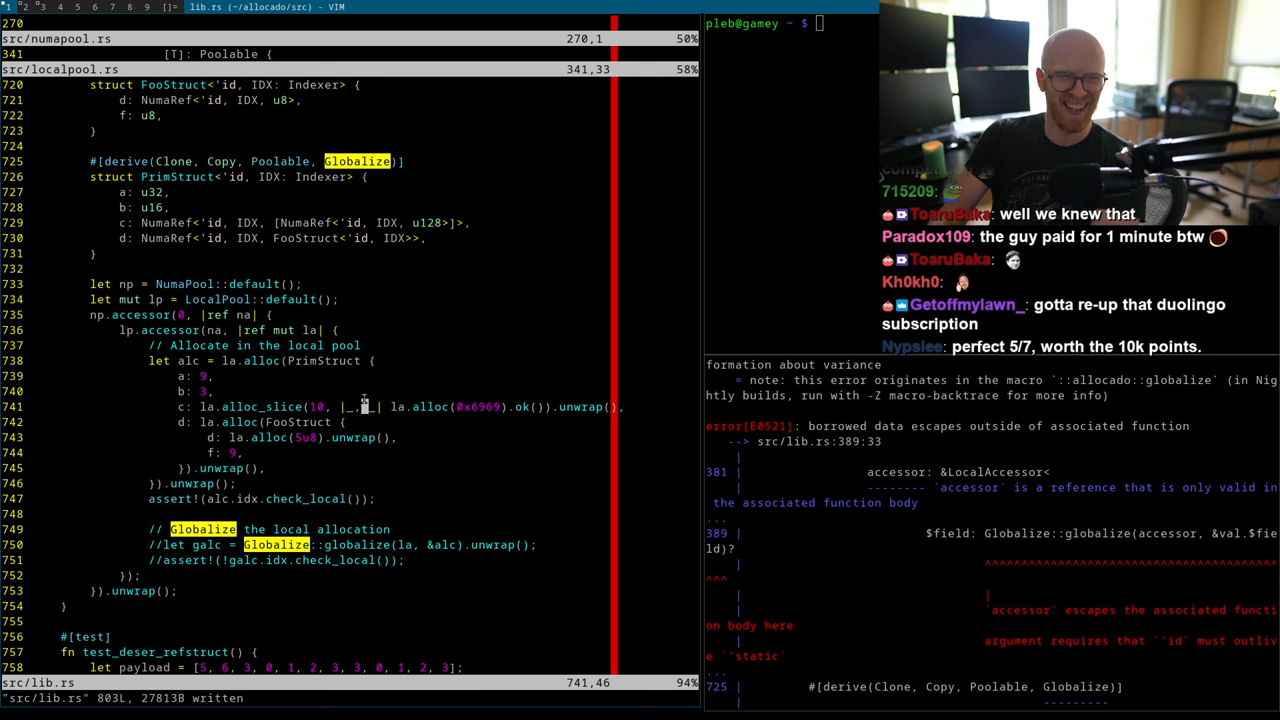 1 2 3 4 5 6 7 8 9 []= lib.rs (~/allocado/src) - VIM
270
src/numapool.rs 270,1 50%
341 [T]: Poolable {
src/localpool.rs 341,33 58%
720 struct FooStruct<'id, IDX: Indexer> {
721 d: NumaRef<'id, IDX, u8>,
722 f: u8,
723 }
724
725 #[derive(Clone, Copy, Poolable, Globalize)]
726 struct PrimStruct<'id, IDX: Indexer> {
727 a: u32,
728 b: u16,
729 c: NumaRef<'id, IDX, [NumaRef<'id, IDX, u128>]>,
730 d: NumaRef<'id, IDX, FooStruct<'id, IDX>>,
731 }
732
733 let np = NumaPool::default();
734 let mut lp = LocalPool::default();
735 np.accessor(0, |ref na| {
736 lp.accessor(na, |ref mut la| {
737 // Allocate in the local pool
738 let alc = la.alloc(PrimStruct {
739 a: 9,
740 b: 3,
741 c: la.alloc_slice(10, |_, _| la.alloc(0x6969).ok()).unwrap(),
742 d: la.alloc(FooStruct {
743 d: la.alloc(5u8).unwrap(),
744 f: 9,
745 }).unwrap(),
746 }).unwrap();
747 assert!(alc.idx.check_local());
748
749 // Globalize the local allocation
750 //let galc = Globalize::globalize(la, &alc).unwrap();
751 //assert!(!galc.idx.check_local());
752 });
753 }).unwrap();
754 }
755
756 #[test]
757 fn test_deser_refstruct() {
758 let payload = [5, 6, 3, 0, 1, 2, 3, 3, 0, 1, 2, 3];
src/lib.rs 741,46 94%
"src/lib.rs" 803L, 27813B written
pleb@gamey ~ $
715209:
ToaruBaka: well we knew that
Paradox109: the guy paid for 1 minute btw
ToaruBaka:
Kh0kh0:
Getoffmylawn_: gotta re-up that duolingo
subscription
Nypslee: perfect 5/7, worth the 10k points.
formation about variance
= note: this error originates in the macro `::allocado::globalize` (in Nig
htly builds, run with -Z macro-backtrace for more info)
error[E0521]: borrowed data escapes outside of associated function
--> src/lib.rs:389:33
|
381 | accessor: &LocalAccessor<
| -------- `accessor` is a reference that is only valid in
the associated function body
...
389 | $field: Globalize::globalize(accessor, &val.$fie
ld)?
| ^^^^^^^^^^^^^^^^^^^^^^^^^^^^^^^^^^^^^
^^^
| |
| `accessor` escapes the associated functi
on body here
| argument requires that `'id` must outliv
e `'static`
...
725 | #[derive(Clone, Copy, Poolable, Globalize)]
| ---------